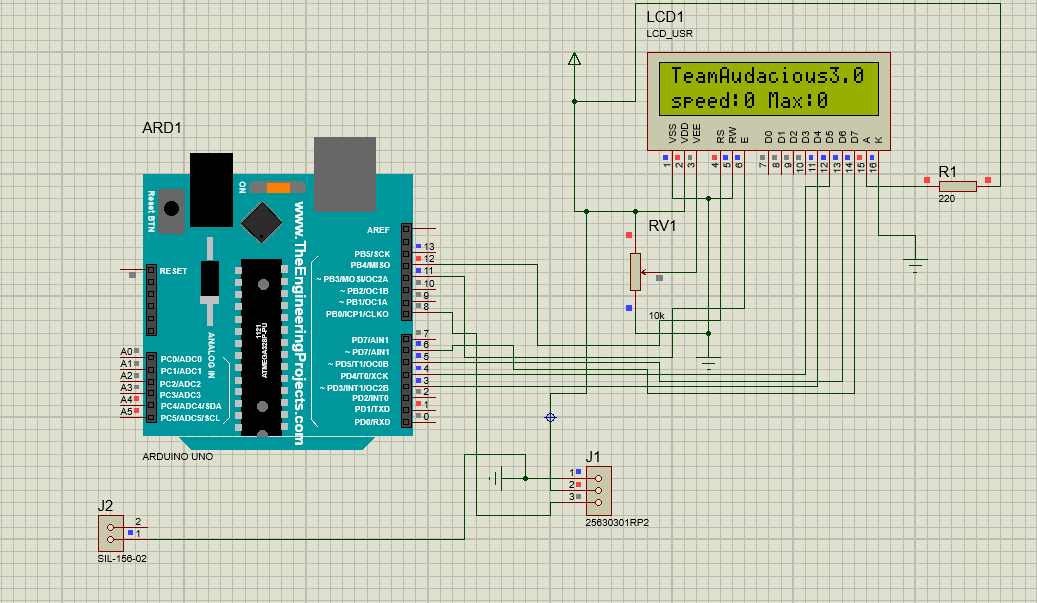 LCD1
LCD_USR
TeamAudacious3.0
speed:0 Max:0
VSS VDD VEE RS RW E D0 D1 D2 D3 D4 D5 D6 D7 A K
1 2 3 4 5 6 7 8 9 10 11 12 13 14 15 16
R1
220
RV1
10k
ARD1
Reset BTN
ON
www.TheEngineeringProjects.com
AREF
PB5/SCK 13
PB4/MISO 12
~ PB3/MOSI/OC2A 11
~ PB2/OC1B 10
~ PB1/OC1A 9
PB0/ICP1/CLKO 8
RESET
ANALOG IN
1121
ATMEGA328P-PU
PD7/AIN1 7
~ PD7/AIN1 6
~ PD5/T1/OC0B 5
PD4/T0/XCK 4
~ PD3/INT1/OC2B 3
PD2/INT0 2
PD1/TXD 1
PD0/RXD 0
A0 PC0/ADC0
A1 PC1/ADC1
A2 PC2/ADC2
A3 PC3/ADC3
A4 PC4/ADC4/SDA
A5 PC5/ADC5/SCL
ARDUINO UNO
J1
1
2
3
25630301RP2
J2
2
1
SIL-156-02